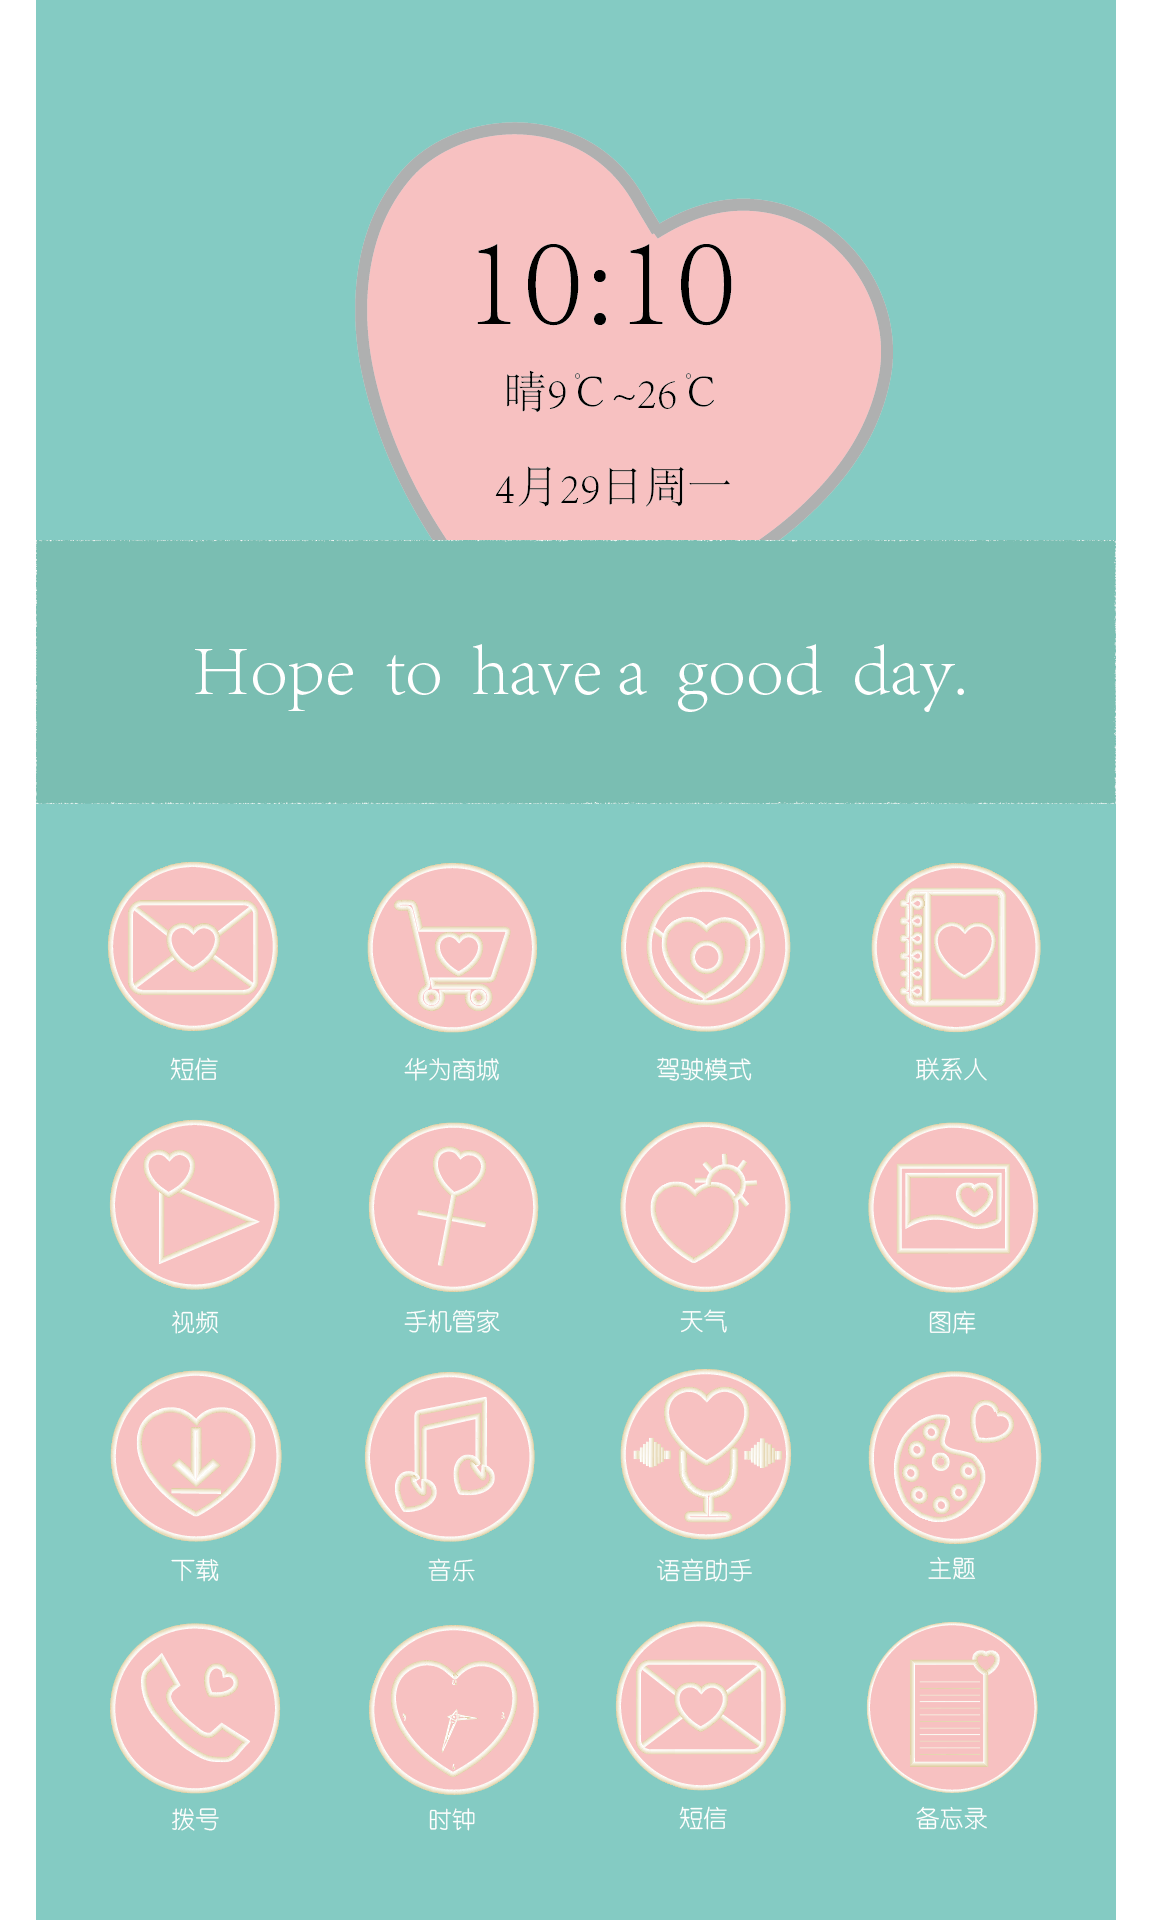 10:10
晴9℃~26℃
4月29日周一
Hope to have a good day.
短信 华为商城 驾驶模式 联系人
视频 手机管家 天气 图库
下载 音乐 语音助手 主题
拨号 时钟 短信 备忘录